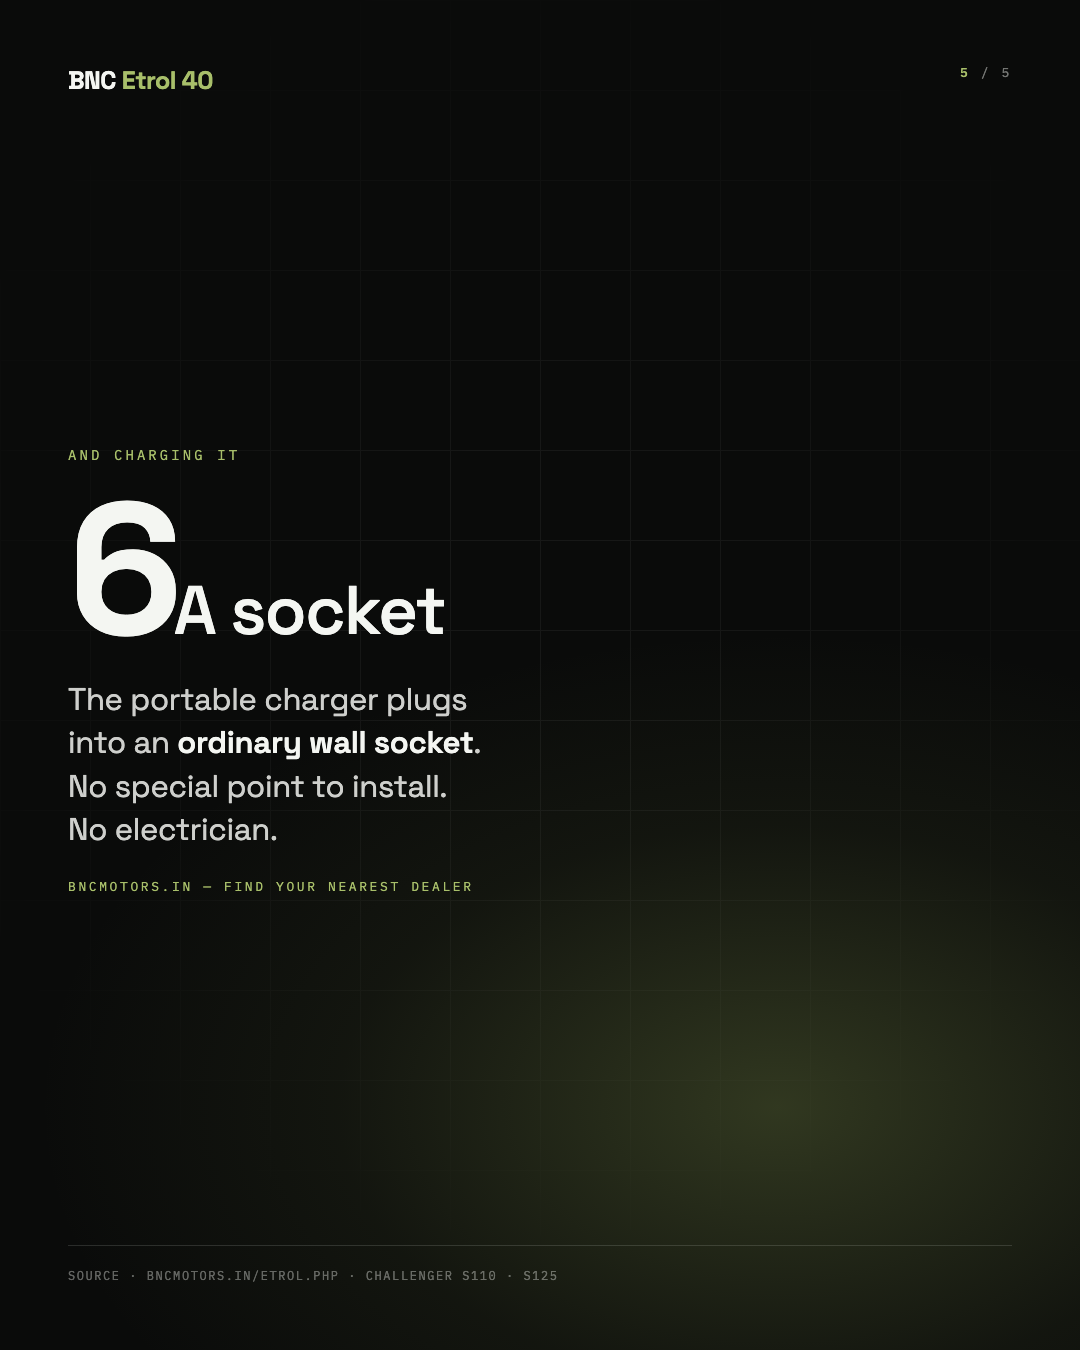 BNC Etrol 40
5 / 5
AND CHARGING IT
6A socket
The portable charger plugs
into an ordinary wall socket.
No special point to install.
No electrician.
BNCMOTORS.IN — FIND YOUR NEAREST DEALER
SOURCE · BNCMOTORS.IN/ETROL.PHP · CHALLENGER S110 · S125